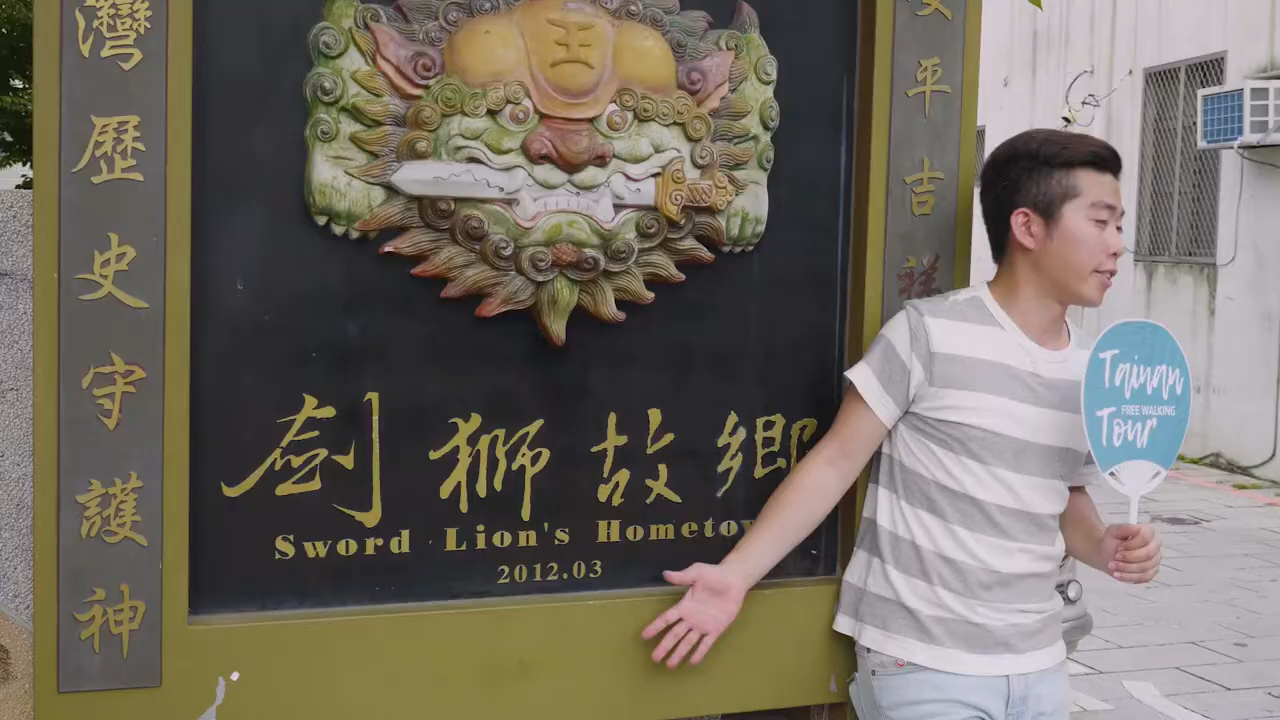 灣歷史守護神
王
平吉祥
劍獅故鄉
Sword Lion's
2012.03
Tainan
FREE WALKING
Tour